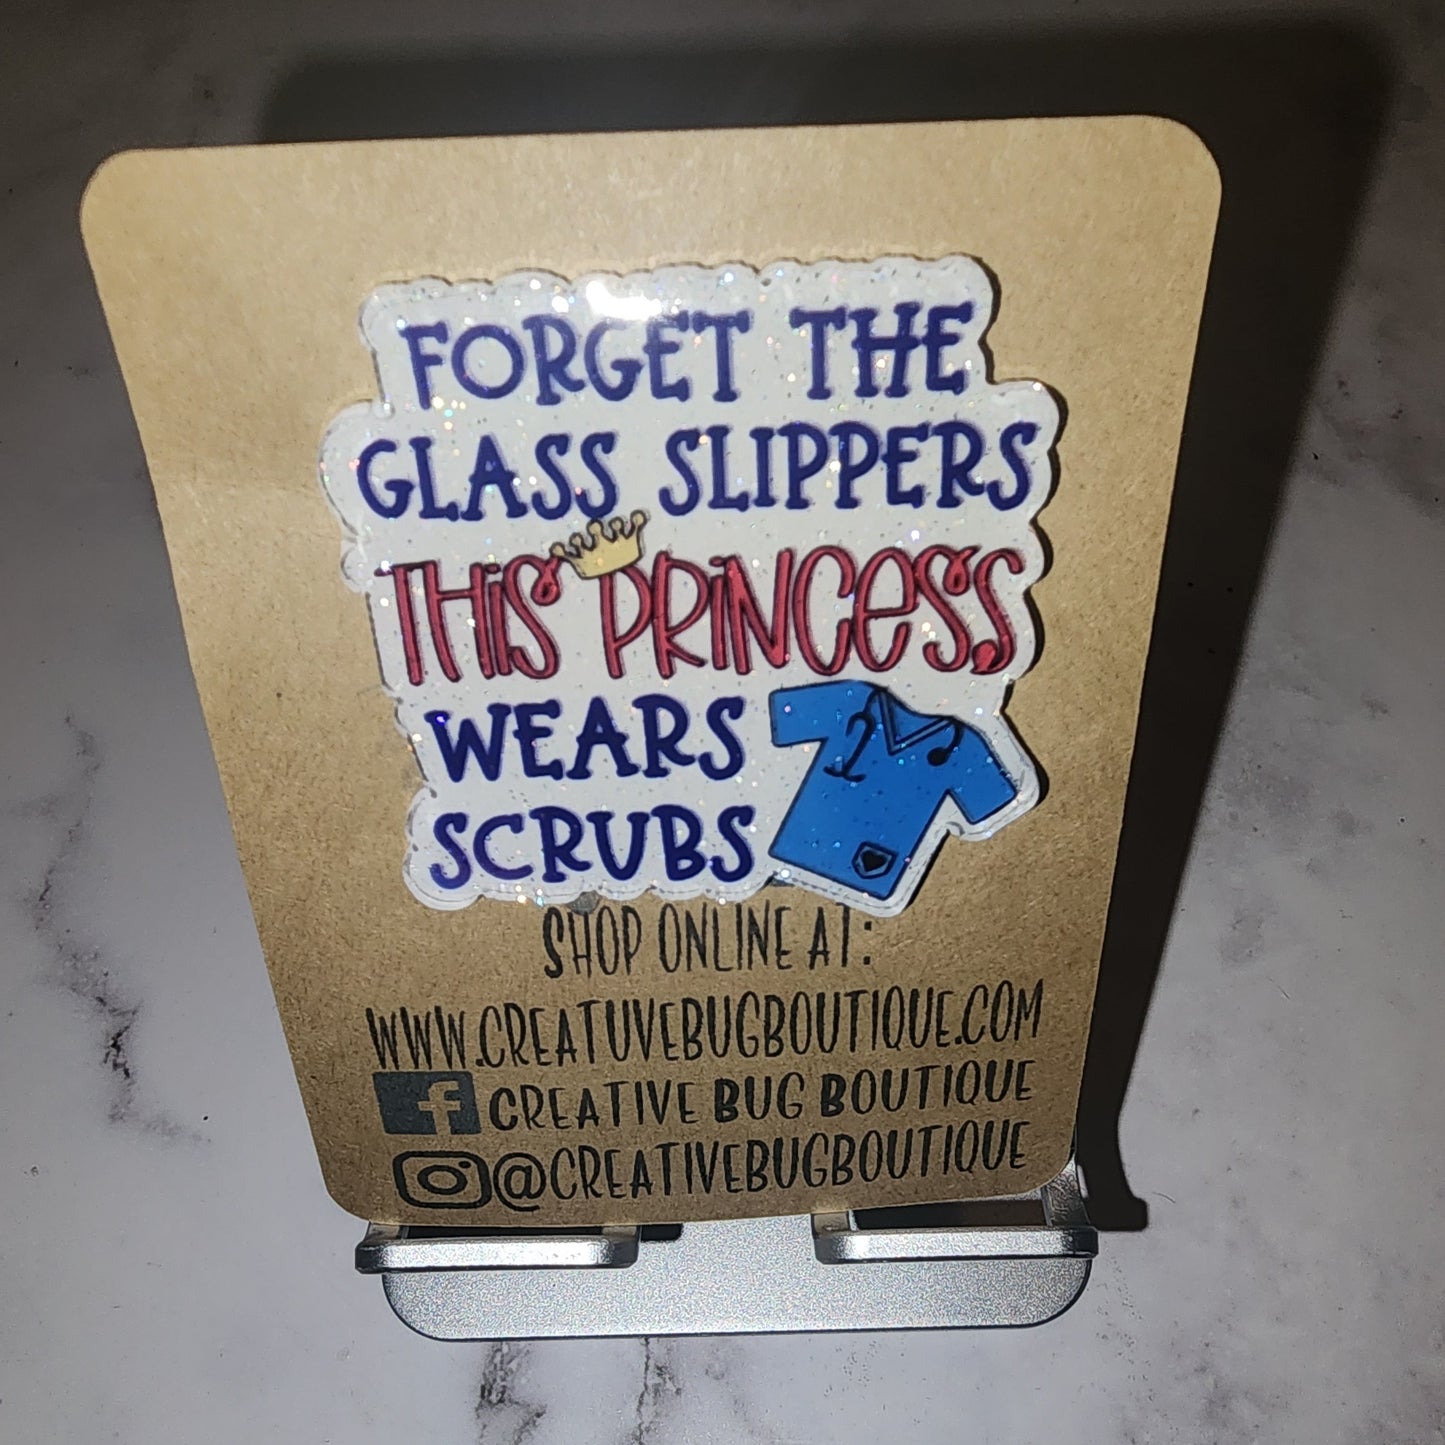 FORGET THE
GLASS SLIPPERS
THiS PRiNCESS
WEARS
SCRUBS
SHOP ONLINE AT:
WWW.CREATUVEBUGBOUTIQUE.COM
f CREATIVE BUG BOUTIQUE
@CREATIVEBUGBOUTIQUE